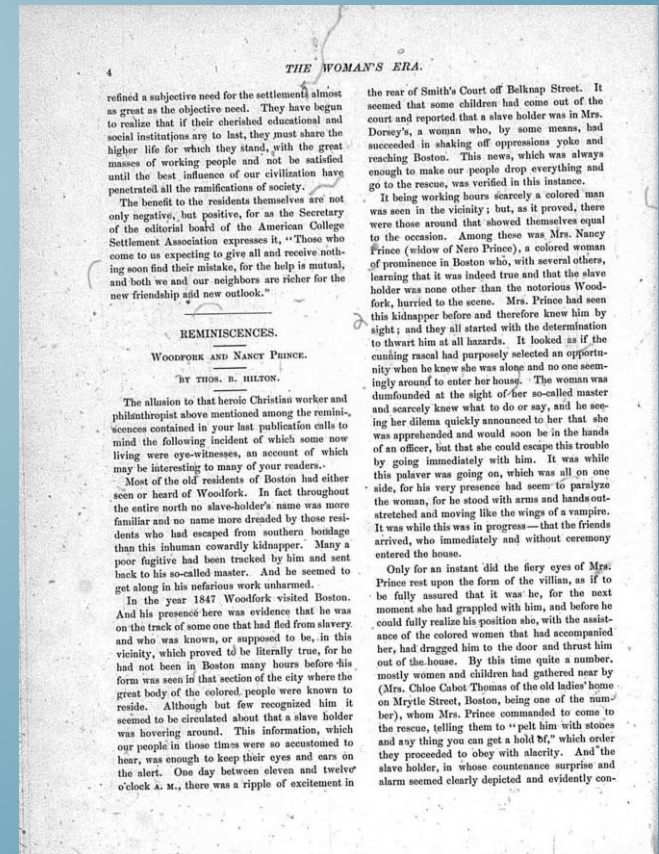 4
THE WOMAN'S ERA.
refined a subjective need for the settlement almost
as great as the objective need. They have begun
to realize that if their cherished educational and
social institutions are to last, they must share the
higher life for which they stand, with the great
masses of working people and not be satisfied
until the best influence of our civilization have
penetrated all the ramifications of society.
The benefit to the residents themselves are not
only negative, but positive, for as the Secretary
of the editorial board of the American College
Settlement Association expresses it, "Those who
come to us expecting to give all and receive noth-
ing soon find their mistake, for the help is mutual,
and both we and our neighbors are richer for the
new friendship and new outlook."
REMINISCENCES.
WOODFORK AND NANCY PRINCE.
BY THOS. B. HILTON.
The allusion to that heroic Christian worker and
philanthropist above mentioned among the remini-
scences contained in your last publication calls to
mind the following incident of which some now
living were eye-witnesses, an account of which
may be interesting to many of your readers.
Most of the old residents of Boston had either
seen or heard of Woodfork. In fact throughout
the entire north no slave-holder's name was more
familiar and no name more dreaded by those resi-
dents who had escaped from southern bondage
than this inhuman cowardly kidnapper. Many a
poor fugitive had been tracked by him and sent
back to his so-called master. And he seemed to
get along in his nefarious work unharmed.
In the year 1847 Woodfork visited Boston.
And his presence here was evidence that he was
on the track of some one that had fled from slavery
and who was known, or supposed to be, in this
vicinity, which proved to be literally true, for he
had not been in Boston many hours before his
form was seen in that section of the city where the
great body of the colored people were known to
reside. Although but few recognized him it
seemed to be circulated about that a slave holder
was hovering around. This information, which
our people in those times were so accustomed to
hear, was enough to keep their eyes and ears on
the alert. One day between eleven and twelve
o'clock A. M., there was a ripple of excitement in
the rear of Smith's Court off Belknap Street. It
seemed that some children had come out of the
court and reported that a slave holder was in Mrs.
Dorsey's, a woman who, by some means, had
succeeded in shaking off oppressions yoke and
reaching Boston. This news, which was always
enough to make our people drop everything and
go to the rescue, was verified in this instance.
It being working hours scarcely a colored man
was seen in the vicinity; but, as it proved, there
were those around that showed themselves equal
to the occasion. Among these was Mrs. Nancy
Prince (widow of Nero Prince), a colored woman
of prominence in Boston who, with several others,
learning that it was indeed true and that the slave
holder was none other than the notorious Wood-
fork, hurried to the scene. Mrs. Prince had seen
this kidnapper before and therefore knew him by
sight; and they all started with the determination
to thwart him at all hazards. It looked as if the
cunning rascal had purposely selected an opportu-
nity when he knew she was alone and no one seem-
ingly around to enter her house. The woman was
dumfounded at the sight of her so-called master
and scarcely knew what to do or say, and he see-
ing her dilema quickly announced to her that she
was apprehended and would soon be in the hands
of an officer, but that she could escape this trouble
by going immediately with him. It was while
this palaver was going on, which was all on one
side, for his very presence had seem to paralyze
the woman, for he stood with arms and hands out-
stretched and moving like the wings of a vampire.
It was while this was in progress—that the friends
arrived, who immediately and without ceremony
entered the house.
Only for an instant did the fiery eyes of Mrs.
Prince rest upon the form of the villian, as if to
be fully assured that it was he, for the next
moment she had grappled with him, and before he
could fully realize his position she, with the assist-
ance of the colored women that had accompanied
her, had dragged him to the door and thrust him
out of the house. By this time quite a number,
mostly women and children had gathered near by
(Mrs. Chloe Cabot Thomas of the old ladies' home
on Mrytle Street, Boston, being one of the num-
ber), whom Mrs. Prince commanded to come to
the rescue, telling them to "pelt him with stones
and any thing you can get a hold of," which order
they proceeded to obey with alacrity. And the
slave holder, in whose countenance surprise and
alarm seemed clearly depicted and evidently con-